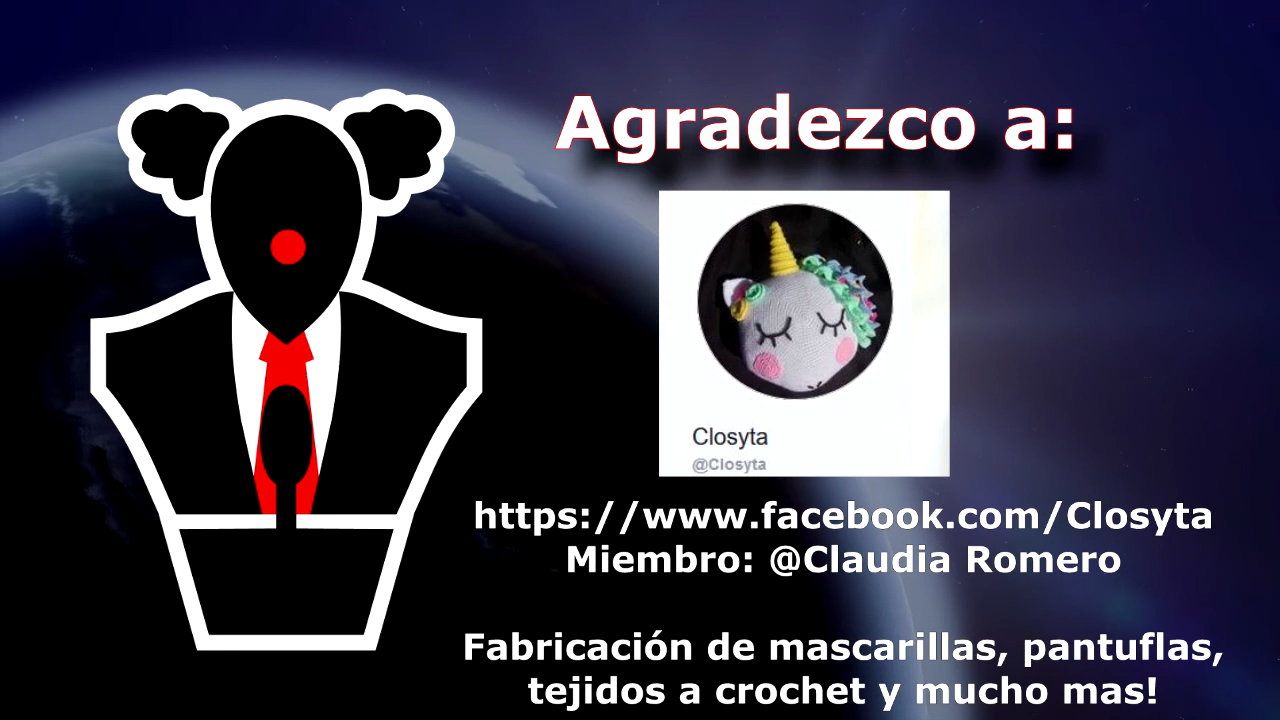 Agradezco a:
Closyta
@Closyta
https://www.facebook.com/Closyta
Miembro: @Claudia Romero
Fabricación de mascarillas, pantuflas,
tejidos a crochet y mucho mas!